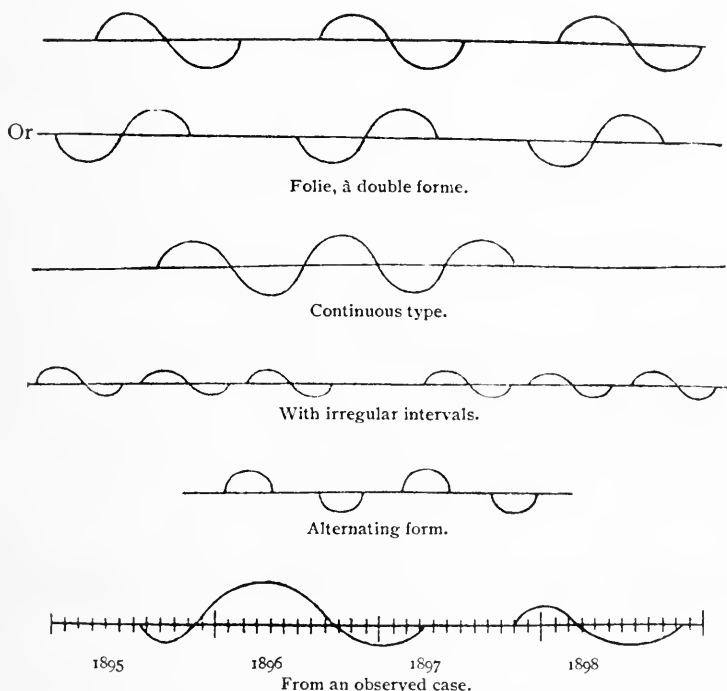 Or
Folie, à double forme.
Continuous type.
With irregular intervals.
Alternating form.
1895 1896 1897 1898
From an observed case.